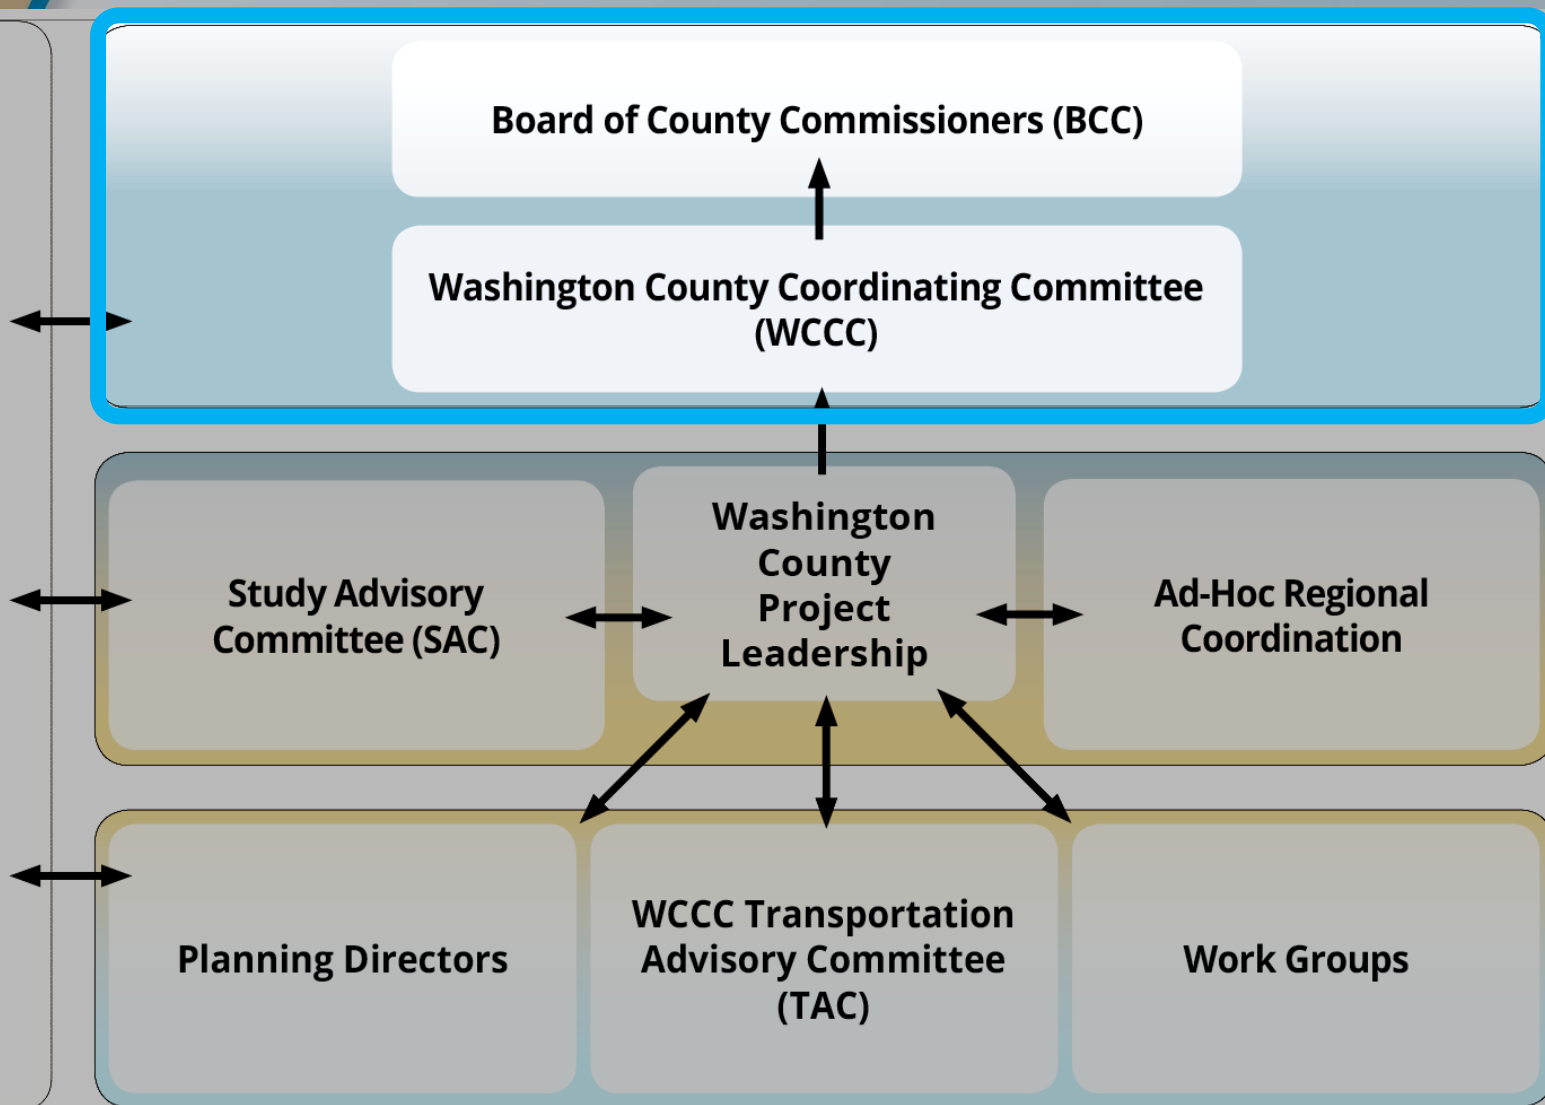 Board of County Commissioners (BCC)
Washington County Coordinating Committee
(WCCC)
Study Advisory
Committee (SAC)
Washington
County
Project
Leadership
Ad-Hoc Regional
Coordination
Planning Directors
WCCC Transportation
Advisory Committee
(TAC)
Work Groups